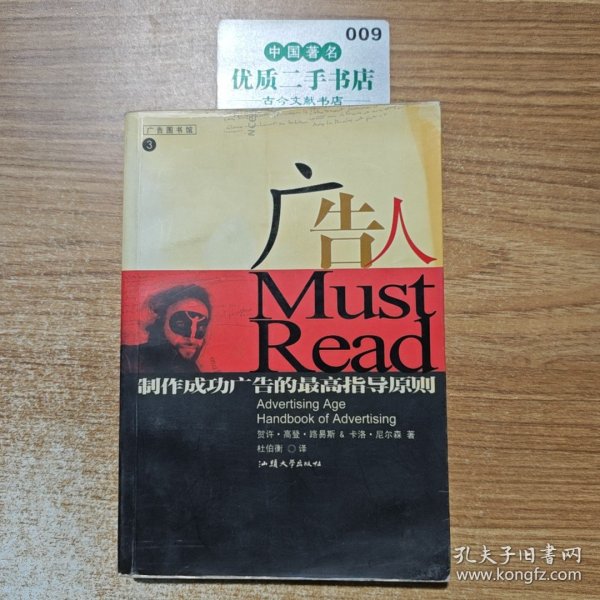 009
中国著名
优质二手书店
古今文献书店
广告图书馆
3
广告人
Must
Read
制作成功广告的最高指导原则
Advertising Age
Handbook of Advertising
贺许·高登·路易斯 & 卡洛·尼尔森 著
杜伯衡 译
汕头大学出版社
孔夫子旧书网
www.kongfz.com